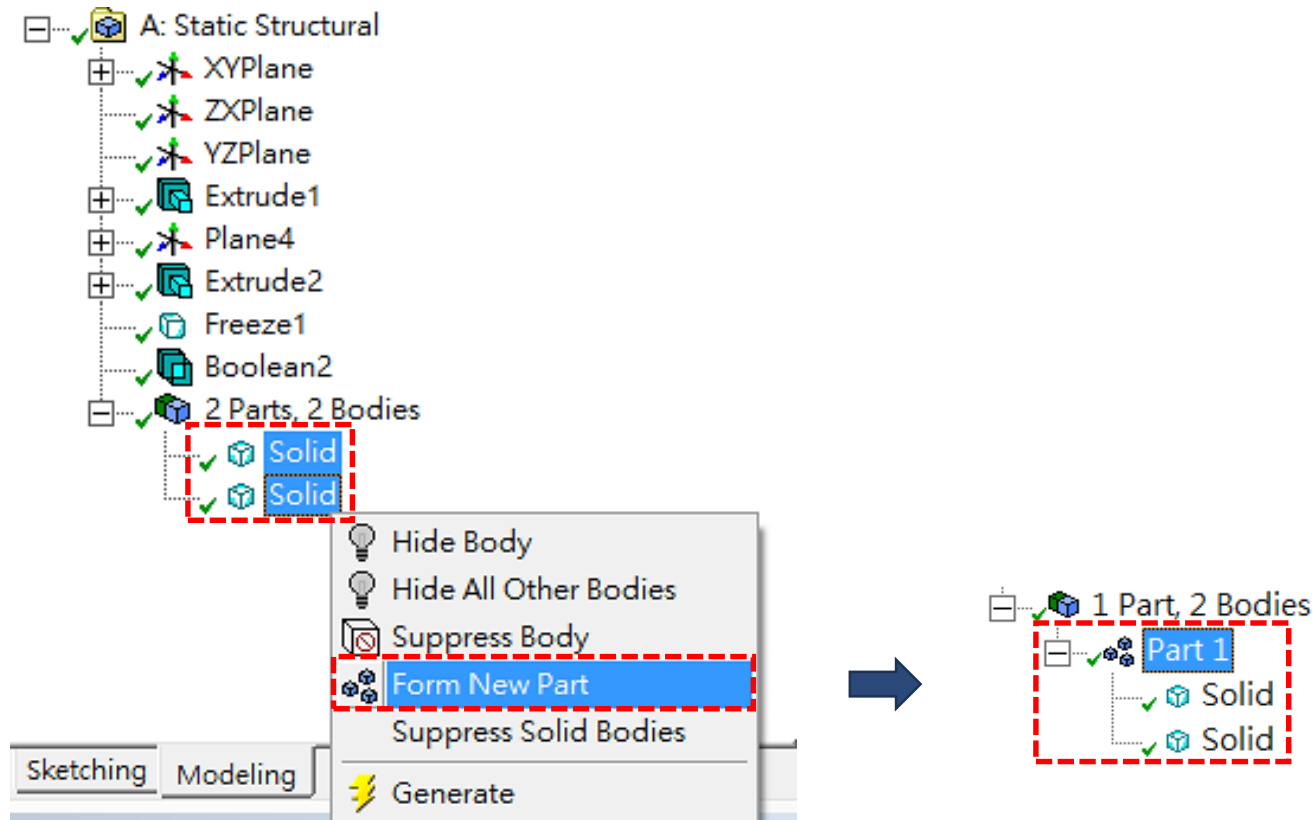 A: Static Structural
XYPlane
ZXPlane
YZPlane
Extrude1
Plane4
Extrude2
Freeze1
Boolean2
2 Parts, 2 Bodies
Solid
Solid
Hide Body
Hide All Other Bodies
Suppress Body
Form New Part
Suppress Solid Bodies
Generate
Sketching Modeling
1 Part, 2 Bodies
Part 1
Solid
Solid